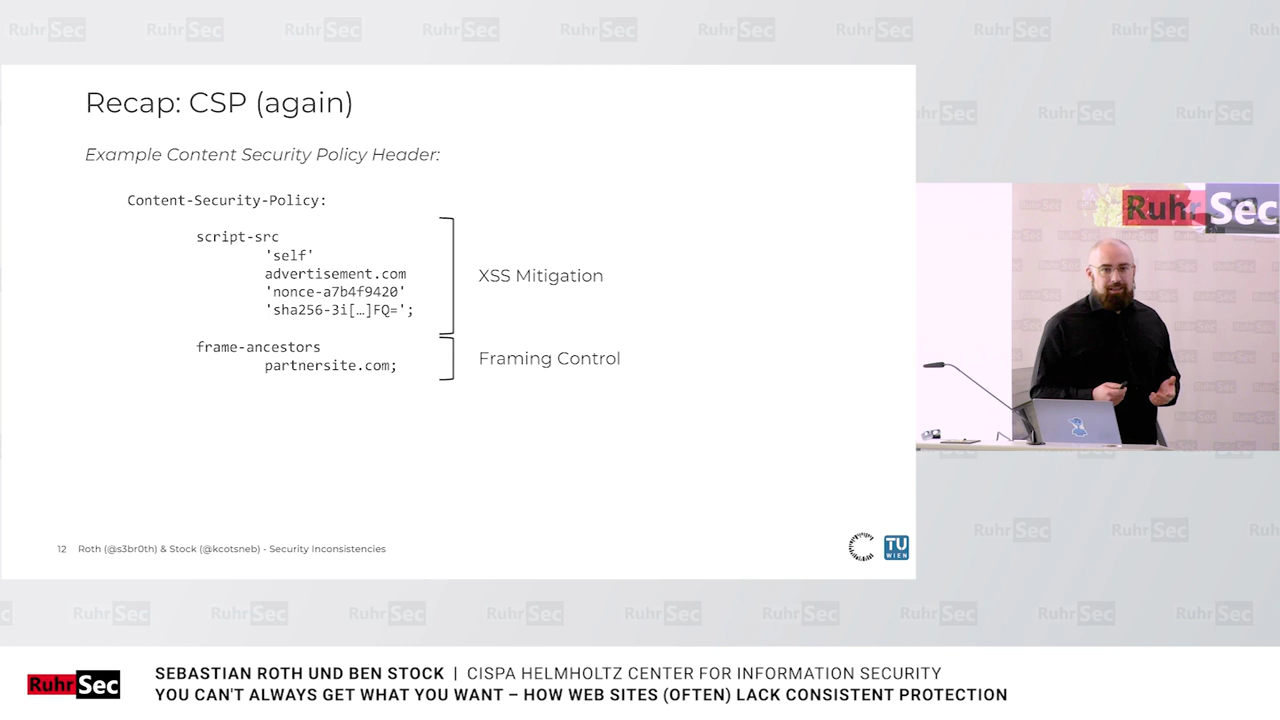 Recap: CSP (again)
Example Content Security Policy Header:
Content-Security-Policy:
script-src
'self'
advertisement.com
'nonce-a7b4f9420'
'sha256-3i[…]FQ=';
XSS Mitigation
frame-ancestors
partnersite.com;
Framing Control
12 Roth (@s3br0th) & Stock (@kcotsneb) - Security Inconsistencies
TU
WIEN
RuhrSec
RuhrSec
SEBASTIAN ROTH UND BEN STOCK | CISPA HELMHOLTZ CENTER FOR INFORMATION SECURITY
YOU CAN'T ALWAYS GET WHAT YOU WANT – HOW WEB SITES (OFTEN) LACK CONSISTENT PROTECTION